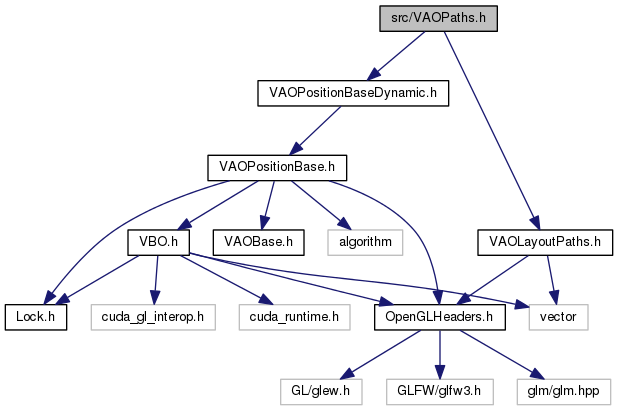 src/VAOPaths.h
VAOPositionBaseDynamic.h
VAOPositionBase.h
VBO.h
VAOBase.h
algorithm
VAOLayoutPaths.h
Lock.h
cuda_gl_interop.h
cuda_runtime.h
OpenGLHeaders.h
vector
GL/glew.h
GLFW/glfw3.h
glm/glm.hpp